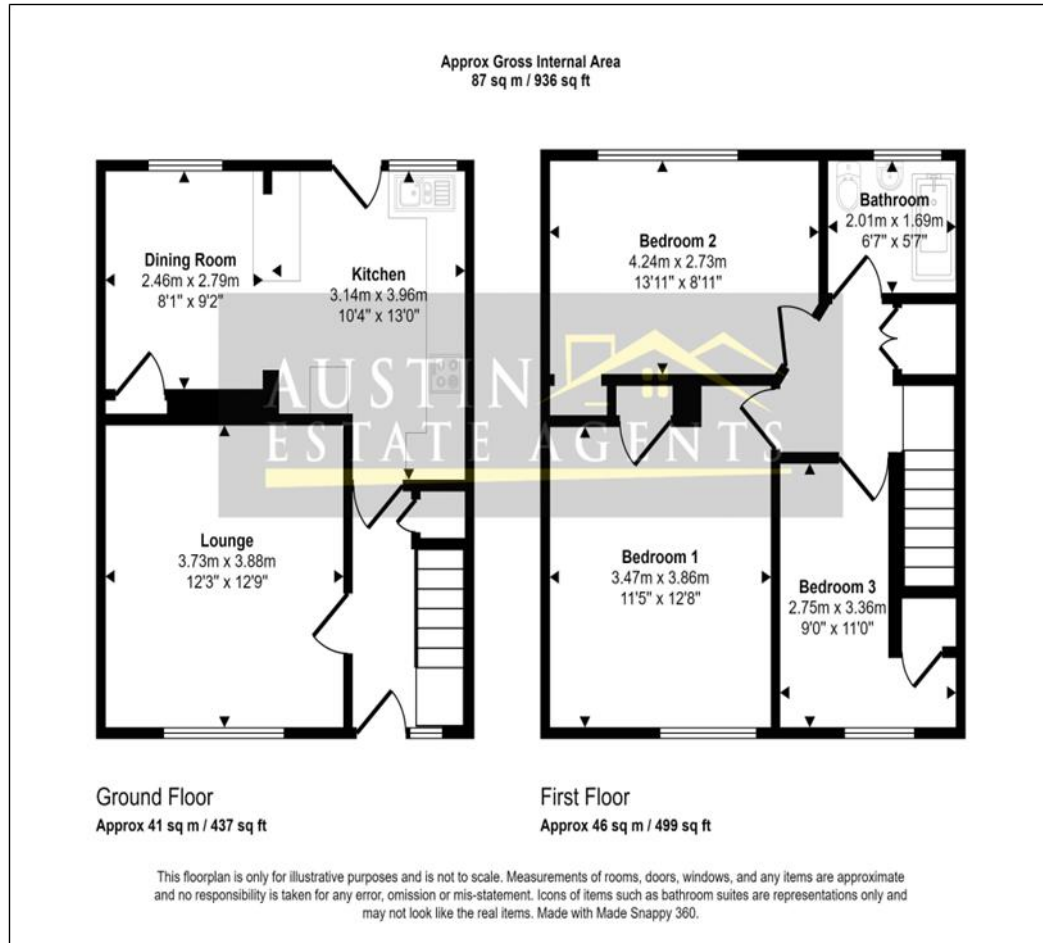 Approx Gross Internal Area
87 sq m / 936 sq ft
Dining Room
2.46m x 2.79m
8'1" x 9'2"
Kitchen
3.14m x 3.96m
10'4" x 13'0"
Lounge
3.73m x 3.88m
12'3" x 12'9"
Bedroom 2
4.24m x 2.73m
13'11" x 8'11"
Bathroom
2.01m x 1.69m
6'7" x 5'7"
Bedroom 1
3.47m x 3.86m
11'5" x 12'8"
Bedroom 3
2.75m x 3.36m
9'0" x 11'0"
AUSTIN
ESTATE AGENTS
Ground Floor
Approx 41 sq m / 437 sq ft
First Floor
Approx 46 sq m / 499 sq ft
This floorplan is only for illustrative purposes and is not to scale. Measurements of rooms, doors, windows, and any items are approximate
and no responsibility is taken for any error, omission or mis-statement. Icons of items such as bathroom suites are representations only and
may not look like the real items. Made with Made Snappy 360.